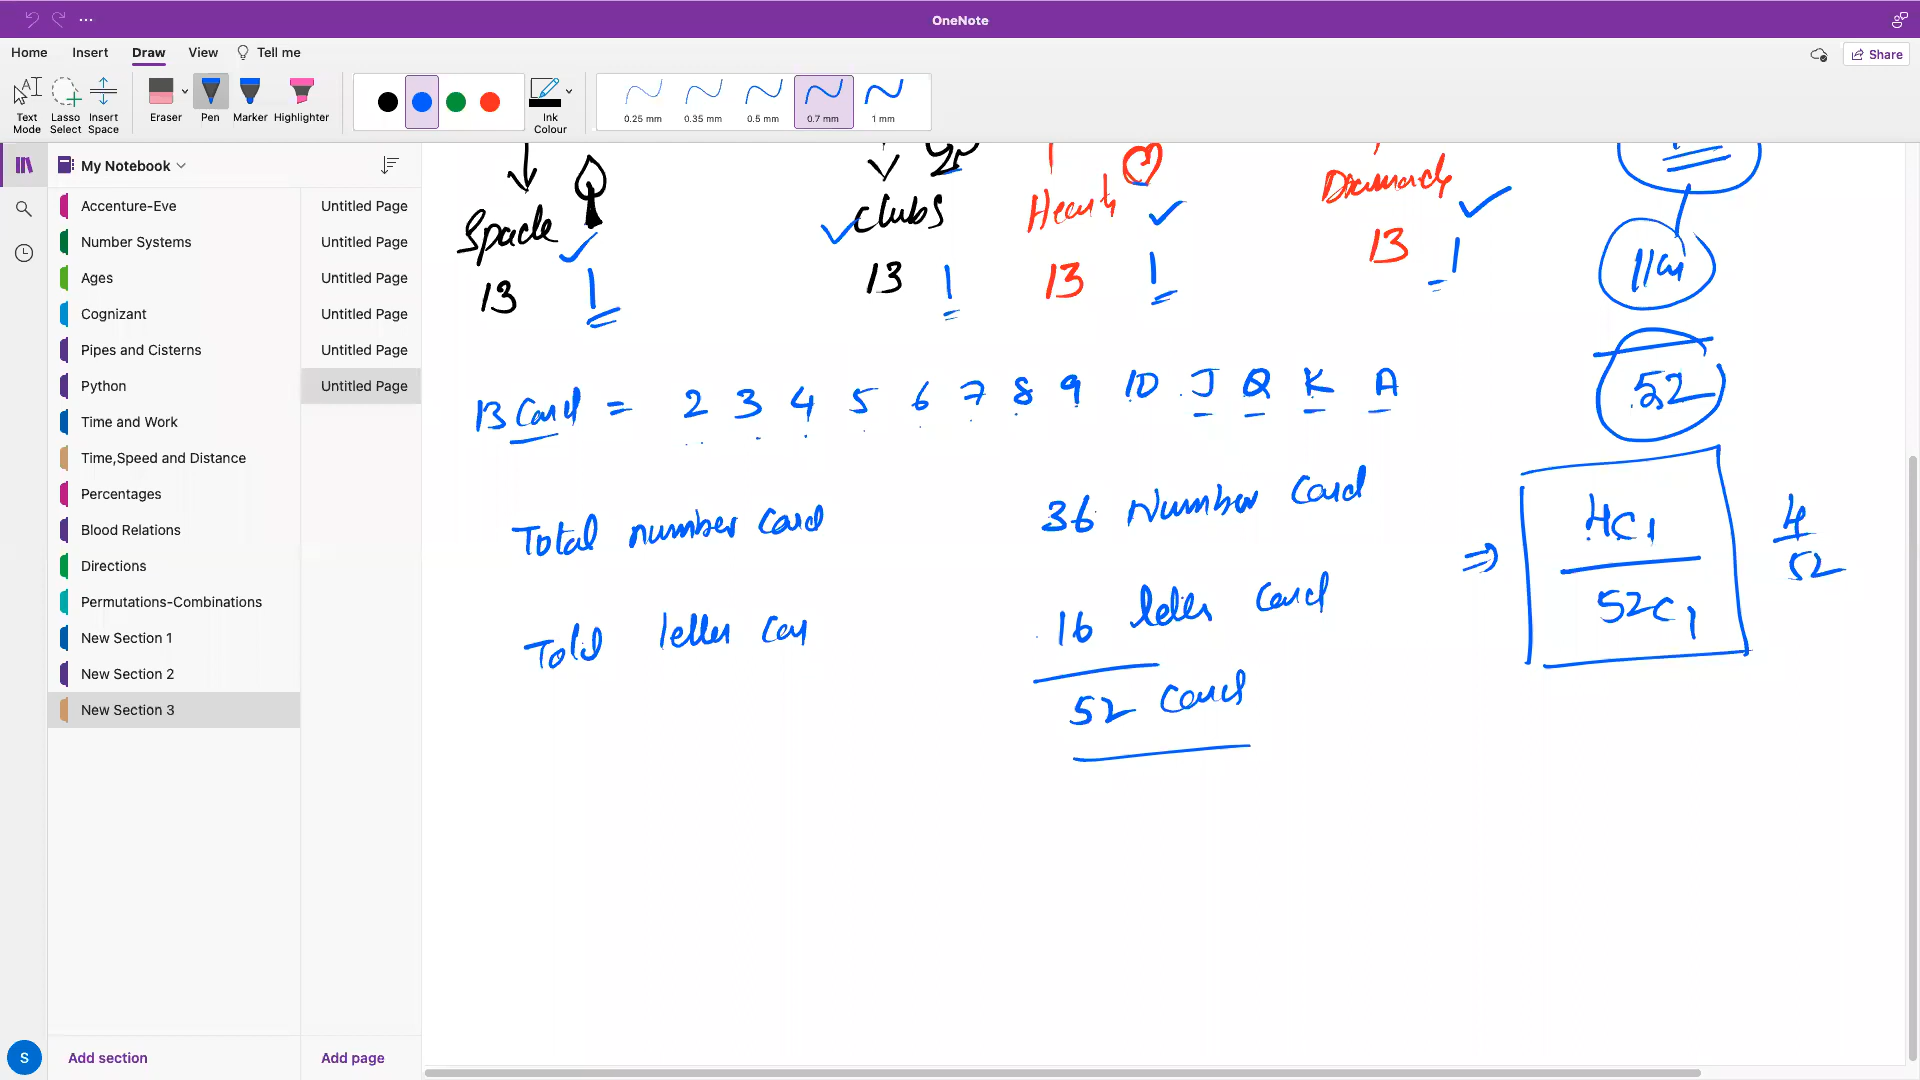 OneNote
Home Insert Draw View Tell me
Share
Text Mode
Lasso Select
Insert Space
Eraser
Pen
Marker
Highlighter
Ink Colour
0.25 mm
0.35 mm
0.5 mm
0.7 mm
1 mm
My Notebook
Accenture-Eve
Number Systems
Ages
Cognizant
Pipes and Cisterns
Python
Time and Work
Time,Speed and Distance
Percentages
Blood Relations
Directions
Permutations-Combinations
New Section 1
New Section 2
New Section 3
Untitled Page
Untitled Page
Untitled Page
Untitled Page
Untitled Page
Untitled Page
S
Add section
Add page
Spade
13 1
Clubs
13 1
13 1
13 1
52
13 Card = 2 3 4 5 6 7 8 9 10 J Q K A
Total number Card
36 Number Card
16 letter Card
52 Card
⇒ 4C1
52C1
4
52